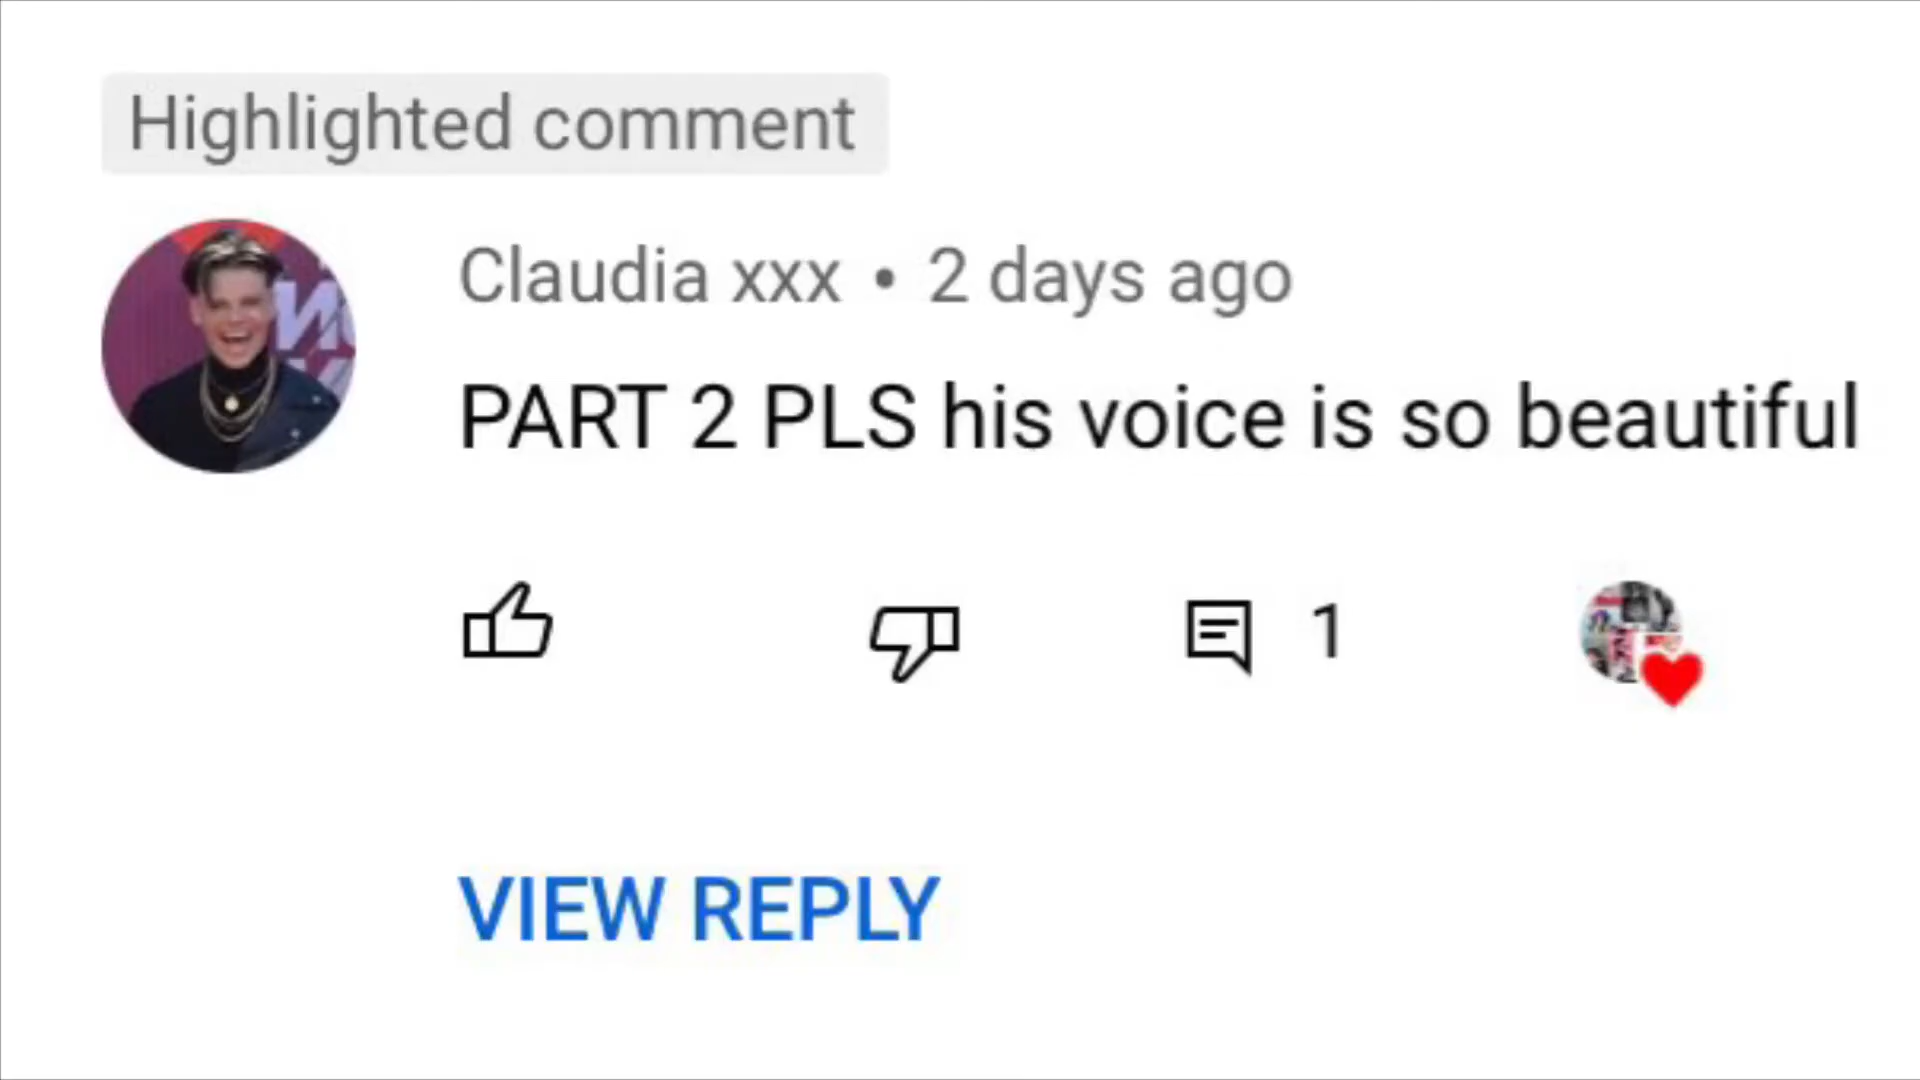 Highlighted comment
Claudia xxx • 2 days ago
PART 2 PLS his voice is so beautiful
1
VIEW REPLY